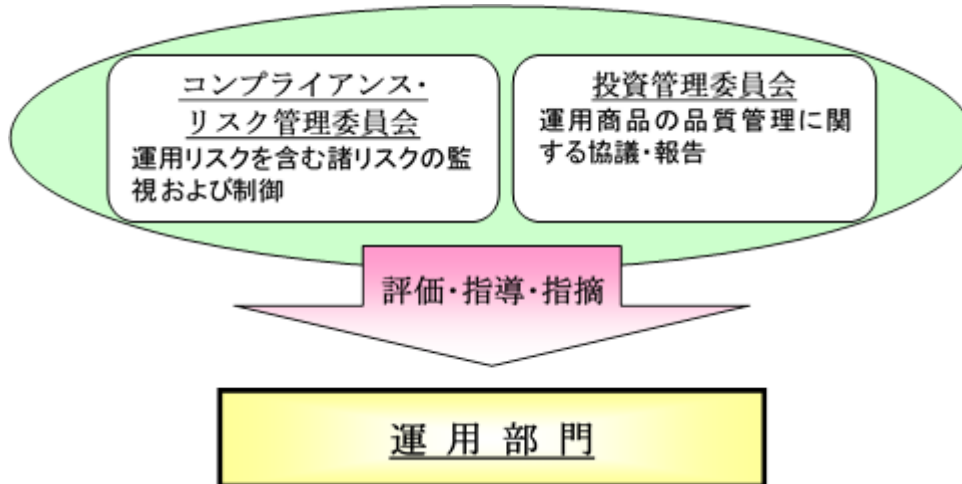 コンプライアンス・
リスク管理委員会
運用リスクを含む諸リスクの監
視および制御
投資管理委員会
運用商品の品質管理に関
する協議・報告
評価・指導・指摘
運用部門